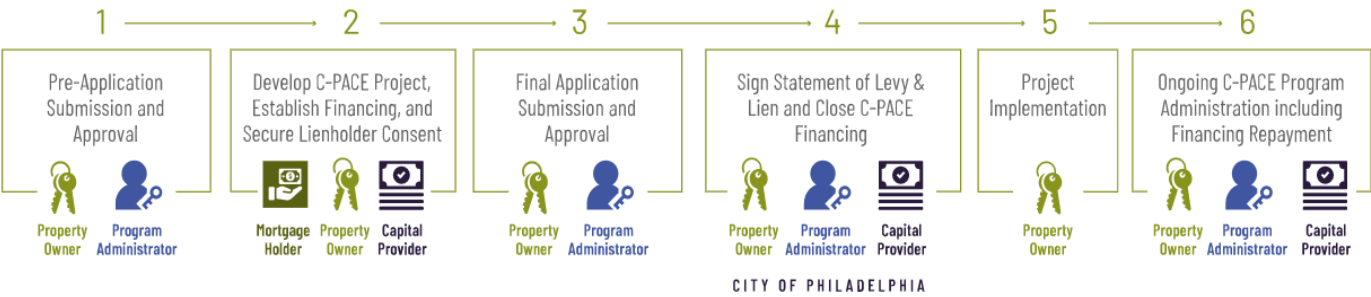 1
2
3
4
5
6
Pre-Application
Submission and
Approval
Property
Owner
Program
Administrator
Develop C-PACE Project,
Establish Financing, and
Secure Lienholder Consent
Mortgage
Holder
Property
Owner
Capital
Provider
Final Application
Submission and
Approval
Property
Owner
Program
Administrator
Sign Statement of Levy &
Lien and Close C-PACE
Financing
Property
Owner
Program
Administrator
Capital
Provider
CITY OF PHILADELPHIA
Project
Implementation
Property
Owner
Ongoing C-PACE Program
Administration including
Financing Repayment
Property
Owner
Program
Administrator
Capital
Provider